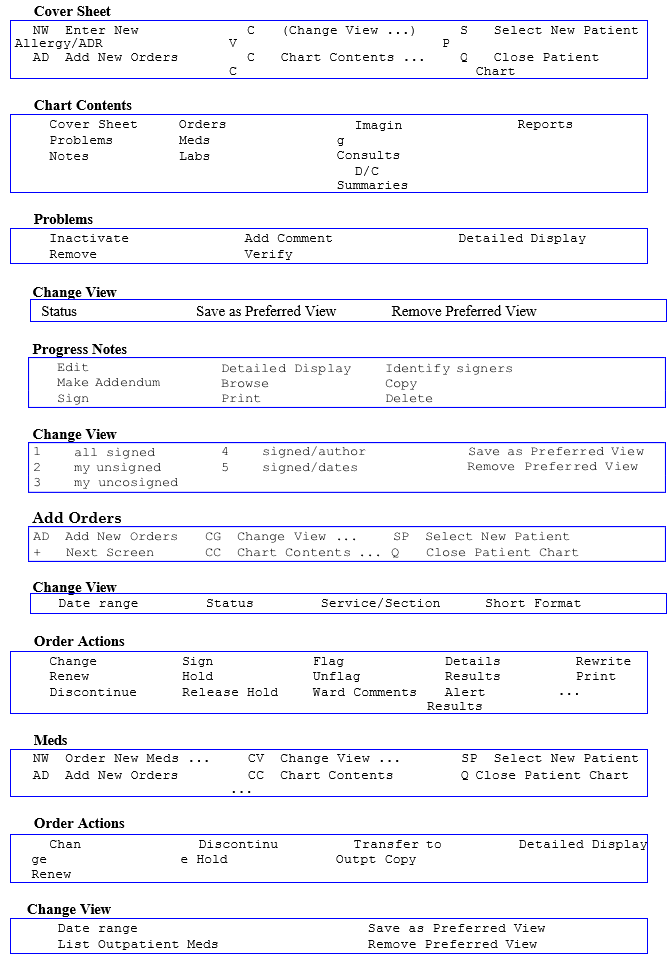 Cover Sheet
NW Enter New C (Change View ...) S Select New Patient
Allergy/ADR V P
AD Add New Orders C Chart Contents ... Q Close Patient
C Chart
Chart Contents
Cover Sheet Orders Imagin Reports
Problems Meds g
Notes Labs Consults
D/C
Summaries
Problems
Inactivate Add Comment Detailed Display
Remove Verify
Change View
Status Save as Preferred View Remove Preferred View
Progress Notes
Edit Detailed Display Identify signers
Make Addendum Browse Copy
Sign Print Delete
Change View
1 all signed 4 signed/author Save as Preferred View
2 my unsigned 5 signed/dates Remove Preferred View
3 my uncosigned
Add Orders
AD Add New Orders CG Change View ... SP Select New Patient
+ Next Screen CC Chart Contents ... Q Close Patient Chart
Change View
Date range Status Service/Section Short Format
Order Actions
Change Sign Flag Details Rewrite
Renew Hold Unflag Results Print
Discontinue Release Hold Ward Comments Alert ...
Results
Meds
NW Order New Meds ... CV Change View ... SP Select New Patient
AD Add New Orders CC Chart Contents Q Close Patient Chart
...
Order Actions
Chan Discontinu Transfer to Detailed Display
ge e Hold Outpt Copy
Renew
Change View
Date range Save as Preferred View
List Outpatient Meds Remove Preferred View